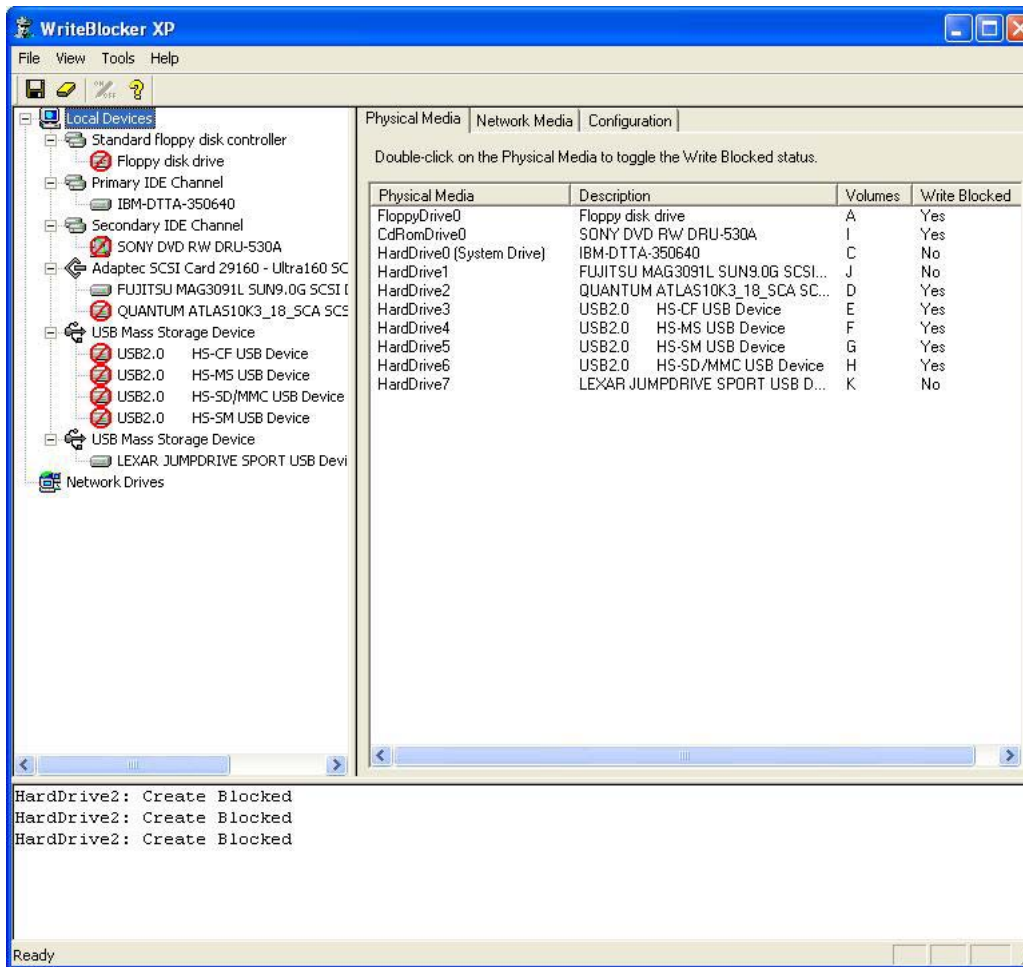 WriteBlocker XP
File View Tools Help
Local Devices
Standard floppy disk controller
Floppy disk drive
Primary IDE Channel
IBM-DTTA-350640
Secondary IDE Channel
SONY DVD RW DRU-530A
Adaptec SCSI Card 29160 - Ultra160 SC
FUJITSU MAG3091L SUN9.0G SCSI
QUANTUM ATLAS10K3_18_SCA SCS
USB Mass Storage Device
USB2.0 HS-CF USB Device
USB2.0 HS-MS USB Device
USB2.0 HS-SD/MMC USB Device
USB2.0 HS-SM USB Device
USB Mass Storage Device
LEXAR JUMPDRIVE SPORT USB Devi
Network Drives
Physical Media Network Media Configuration
Double-click on the Physical Media to toggle the Write Blocked status.
Physical Media Description Volumes Write Blocked
FloppyDrive0 Floppy disk drive A Yes
CdRomDrive0 SONY DVD RW DRU-530A I Yes
HardDrive0 (System Drive) IBM-DTTA-350640 C No
HardDrive1 FUJITSU MAG3091L SUN9.0G SCSI... J No
HardDrive2 QUANTUM ATLAS10K3_18_SCA SC... D Yes
HardDrive3 USB2.0 HS-CF USB Device E Yes
HardDrive4 USB2.0 HS-MS USB Device F Yes
HardDrive5 USB2.0 HS-SM USB Device G Yes
HardDrive6 USB2.0 HS-SD/MMC USB Device H Yes
HardDrive7 LEXAR JUMPDRIVE SPORT USB D... K No
HardDrive2: Create Blocked
HardDrive2: Create Blocked
HardDrive2: Create Blocked
Ready